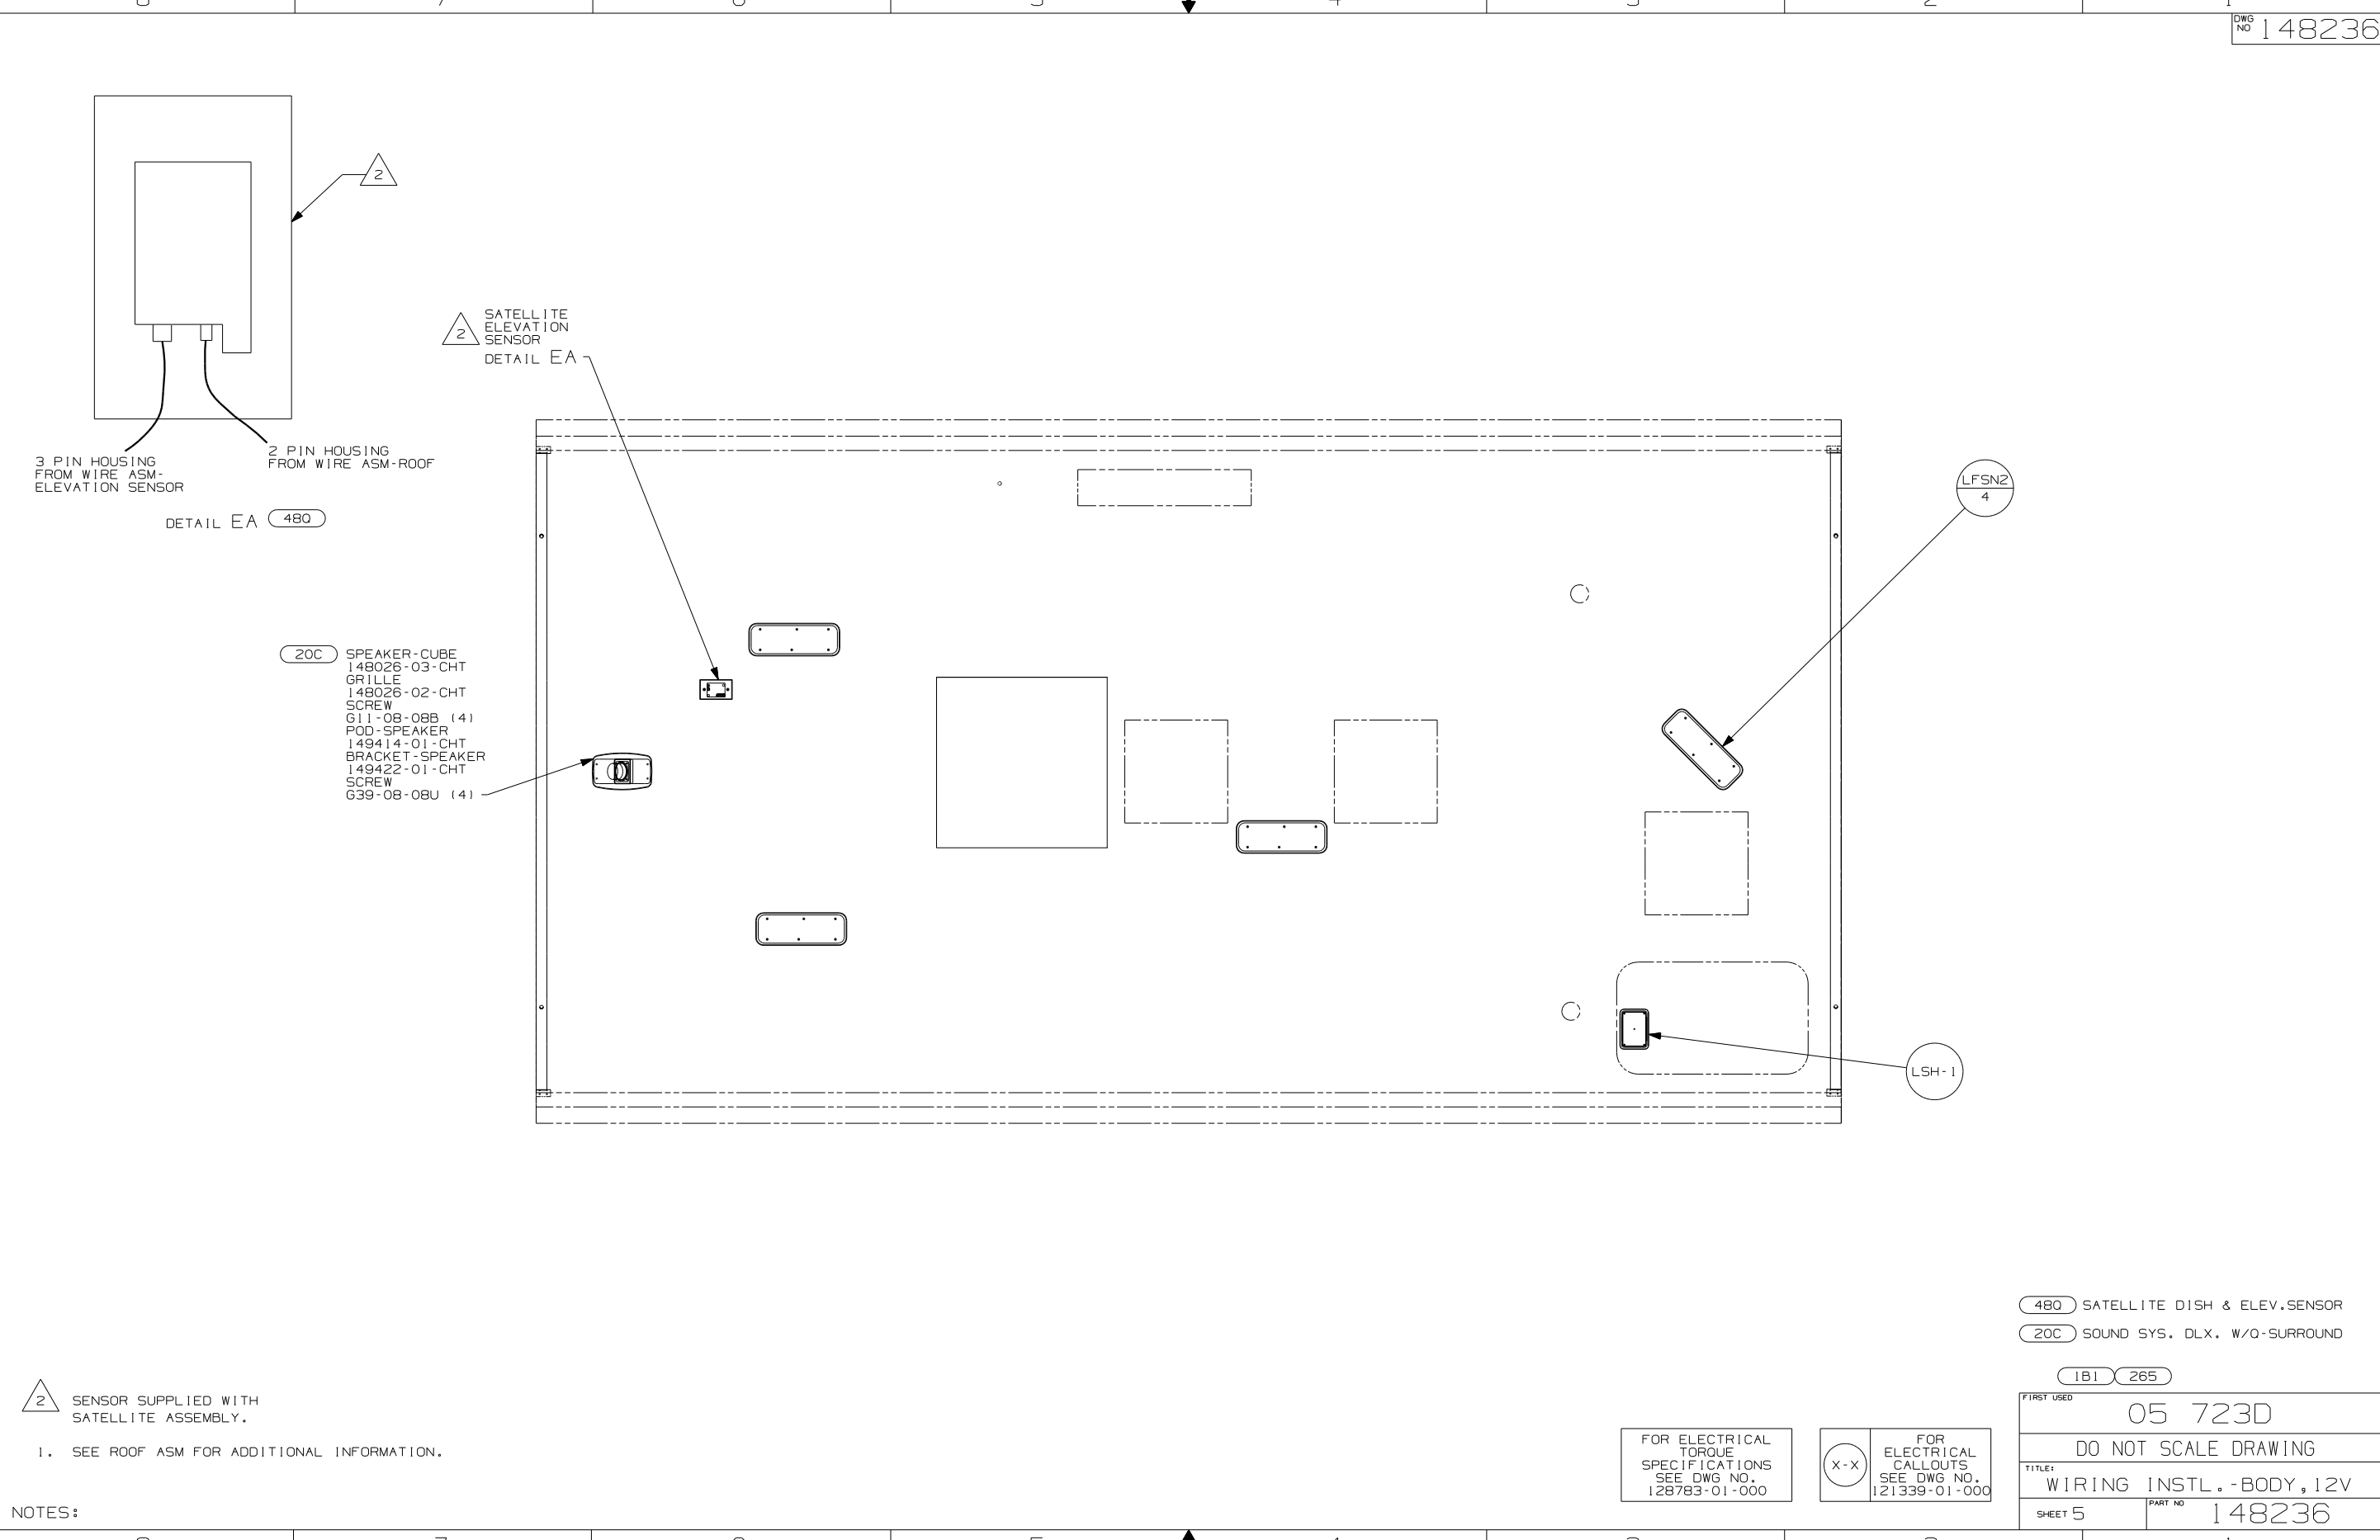 DWG
NO 148236
2
SATELLITE
ELEVATION
SENSOR
2
DETAIL EA
3 PIN HOUSING
FROM WIRE ASM-
ELEVATION SENSOR
2 PIN HOUSING
FROM WIRE ASM-ROOF
DETAIL EA 48Q
LFSN2
4
20C SPEAKER-CUBE
148026-03-CHT
GRILLE
148026-02-CHT
SCREW
G11-08-08B (4)
POD-SPEAKER
149414-01-CHT
BRACKET-SPEAKER
149422-01-CHT
SCREW
G39-08-08U (4)
LSH-1
48Q SATELLITE DISH & ELEV.SENSOR
20C SOUND SYS. DLX. W/Q-SURROUND
1B1 265
2 SENSOR SUPPLIED WITH
SATELLITE ASSEMBLY.
1. SEE ROOF ASM FOR ADDITIONAL INFORMATION.
NOTES:
FOR ELECTRICAL
TORQUE
SPECIFICATIONS
SEE DWG NO.
128783-01-000
X-X
FOR
ELECTRICAL
CALLOUTS
SEE DWG NO.
121339-01-000
FIRST USED
05 723D
DO NOT SCALE DRAWING
TITLE:
WIRING INSTL.-BODY,12V
SHEET 5
PART NO 148236